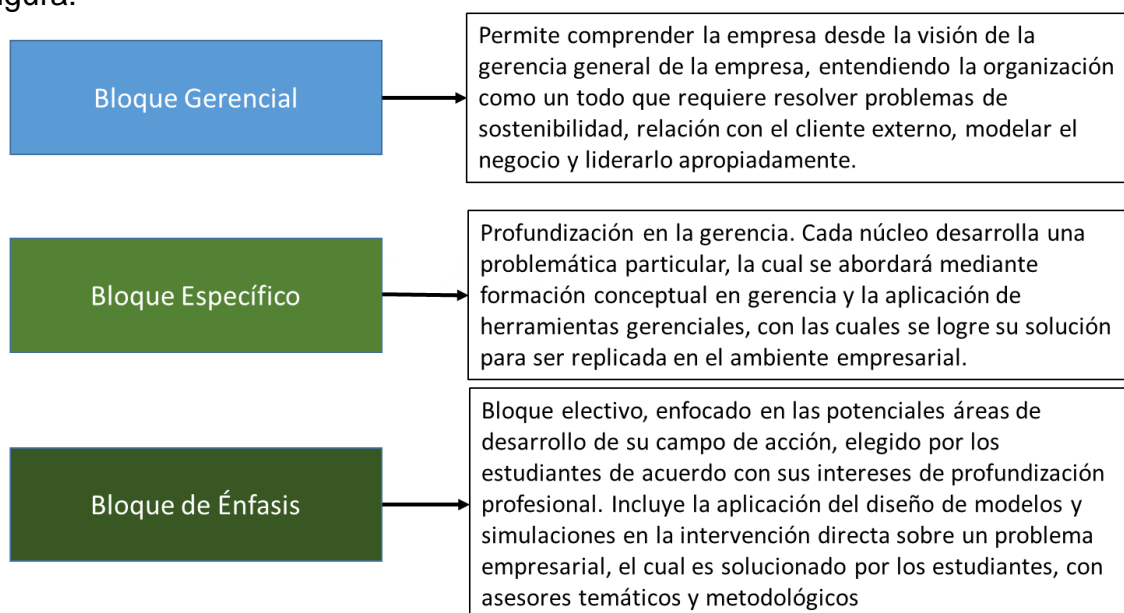 Bloque Gerencial
Permite comprender la empresa desde la visión de la
gerencia general de la empresa, entendiendo la organización
como un todo que requiere resolver problemas de
sostenibilidad, relación con el cliente externo, modelar el
negocio y liderarlo apropiadamente.
Bloque Específico
Profundización en la gerencia. Cada núcleo desarrolla una
problemática particular, la cual se abordará mediante
formación conceptual en gerencia y la aplicación de
herramientas gerenciales, con las cuales se logre su solución
para ser replicada en el ambiente empresarial.
Bloque de Énfasis
Bloque electivo, enfocado en las potenciales áreas de
desarrollo de su campo de acción, elegido por los
estudiantes de acuerdo con sus intereses de profundización
profesional. Incluye la aplicación del diseño de modelos y
simulaciones en la intervención directa sobre un problema
empresarial, el cual es solucionado por los estudiantes, con
asesores temáticos y metodológicos